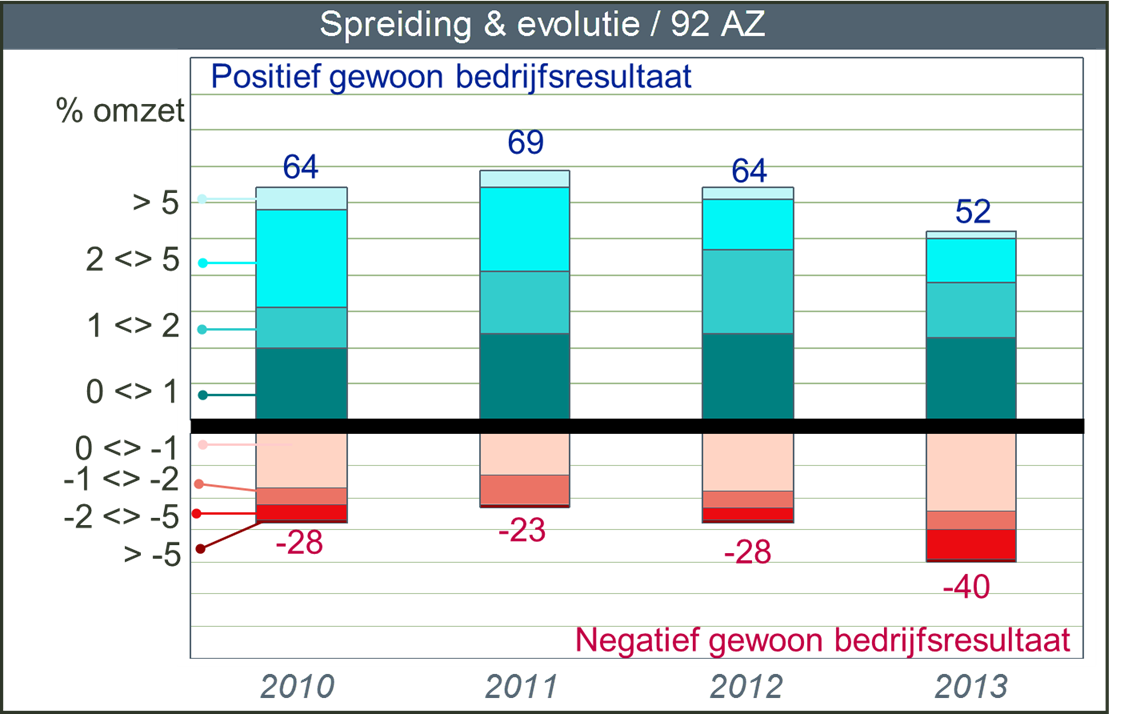 Spreiding & evolutie / 92 AZ
Positief gewoon bedrijfsresultaat
% omzet
64
69
64
52
> 5
2 <> 5
1 <> 2
0 <> 1
0 <> -1
-1 <> -2
-2 <> -5
> -5
-28
-23
-28
-40
Negatief gewoon bedrijfsresultaat
2010
2011
2012
2013